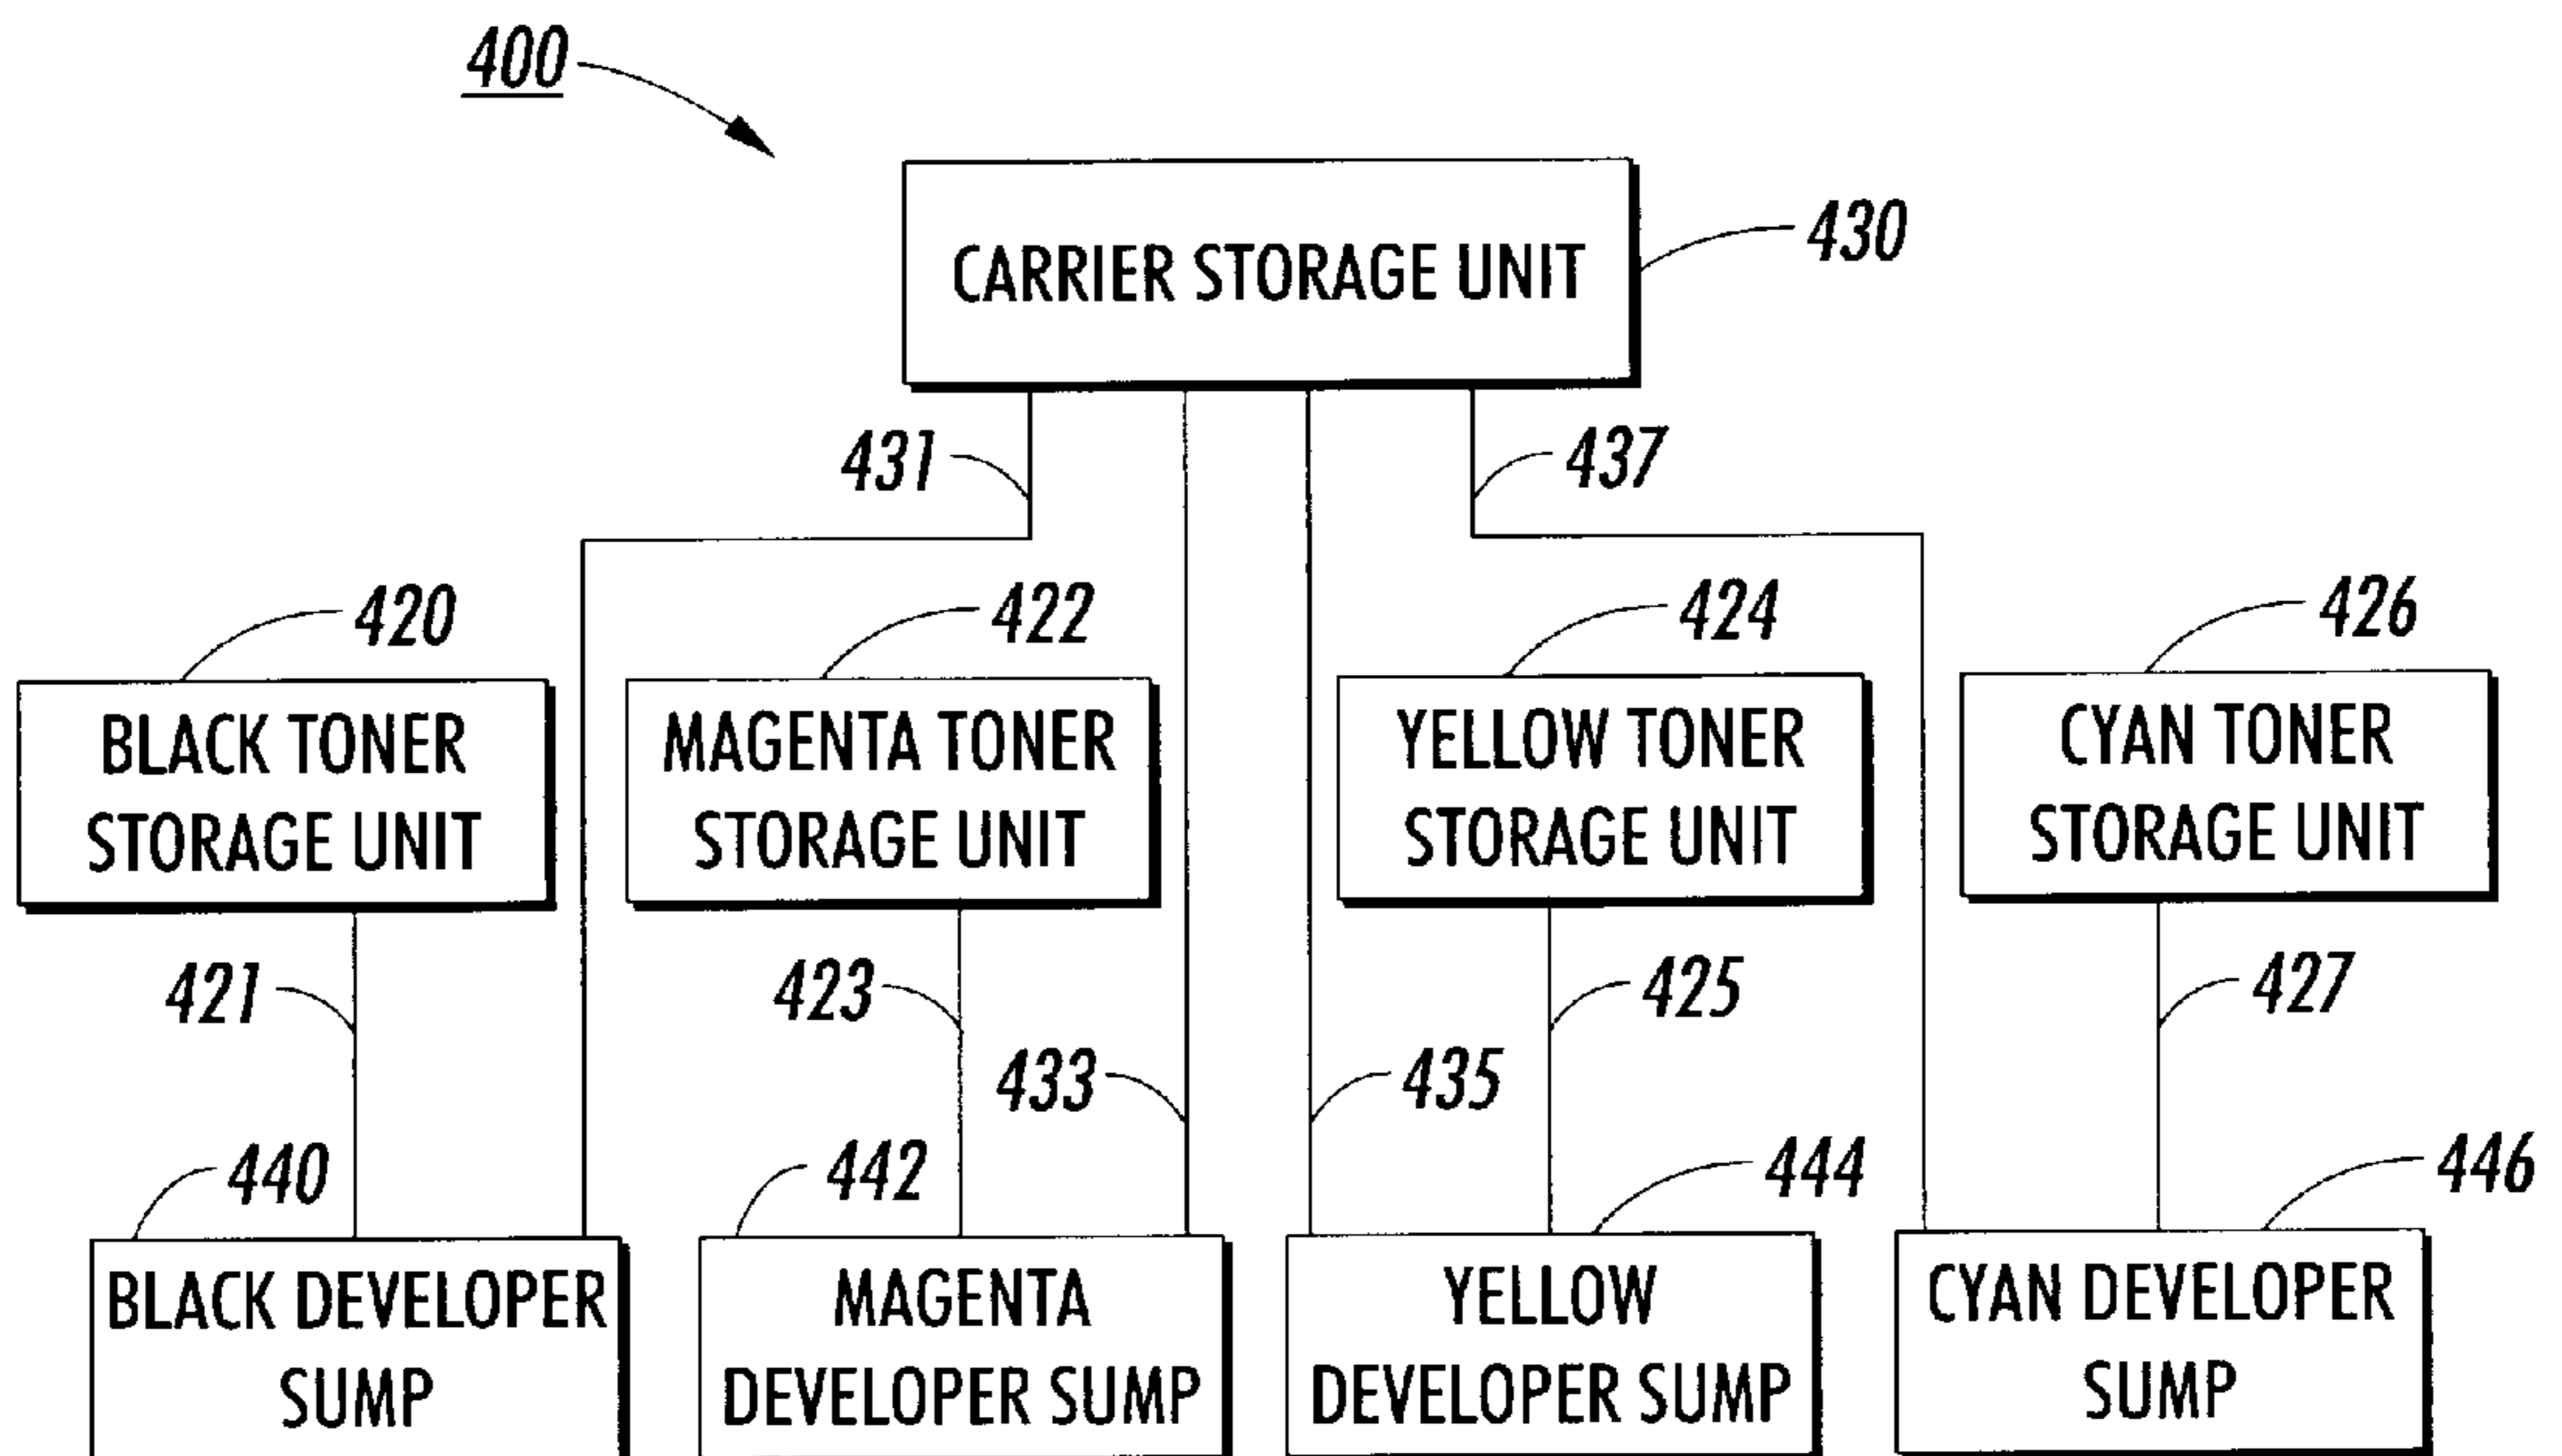 400
CARRIER STORAGE UNIT
430
431
437
420
422
424
426
BLACK TONER
STORAGE UNIT
MAGENTA TONER
STORAGE UNIT
YELLOW TONER
STORAGE UNIT
CYAN TONER
STORAGE UNIT
421
423
425
427
433
435
440
442
444
446
BLACK DEVELOPER
SUMP
MAGENTA
DEVELOPER SUMP
YELLOW
DEVELOPER SUMP
CYAN DEVELOPER
SUMP